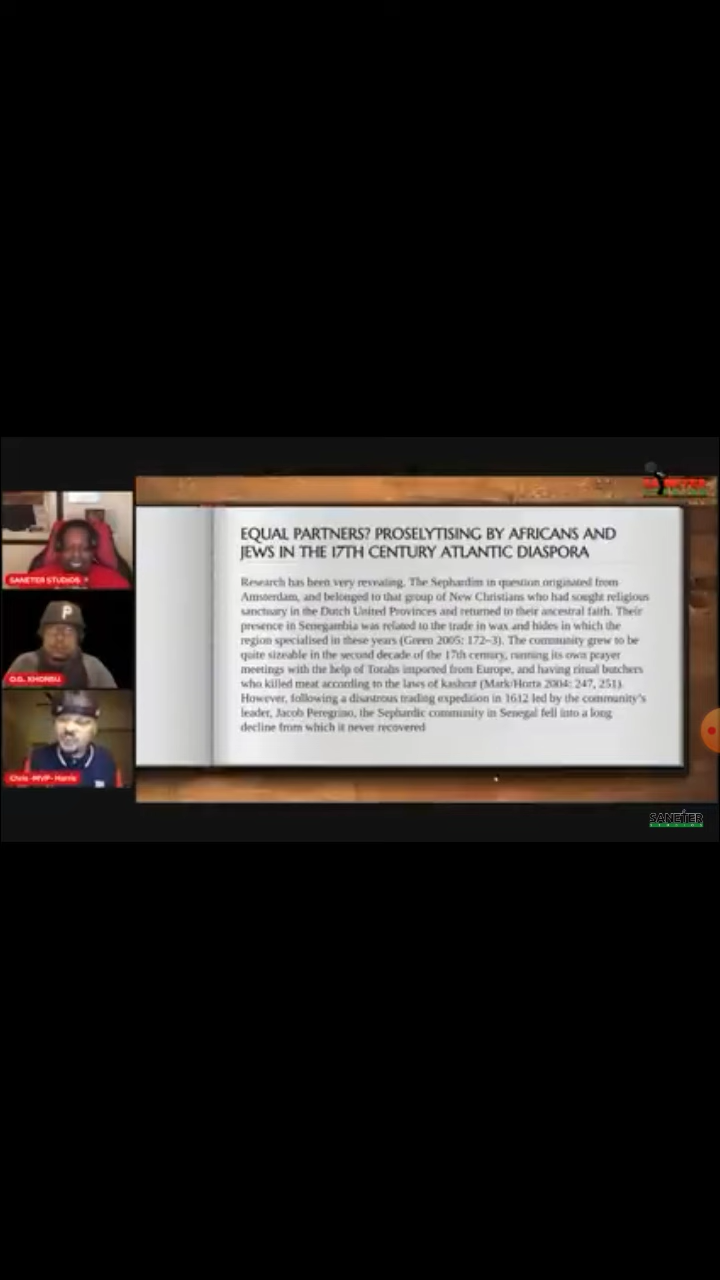 SANETER
EQUAL PARTNERS? PROSELYTISING BY AFRICANS AND
JEWS IN THE 17TH CENTURY ATLANTIC DIASPORA
Research has been very revealing. The Sephardim in question originated from
Amsterdam, and belonged to that group of New Christians who had sought religious
sanctuary in the Dutch United Provinces and returned to their ancestral faith. Their
presence in Senegambia was related to the trade in wax and hides in which the
region specialised in these years (Green 2005: 172–3). The community grew to be
quite sizeable in the second decade of the 17th century, running its own prayer
meetings with the help of Torahs imported from Europe, and having ritual butchers
who killed meat according to the laws of kashrut (Mark/Horta 2004: 247, 251).
However, following a disastrous trading expedition in 1612 led by the community's
leader, Jacob Peregrino, the Sephardic community in Senegal fell into a long
decline from which it never recovered
SANETER STUDIOS
P
O.G. KHONSU
Chris -MVP- Harris
SANETER